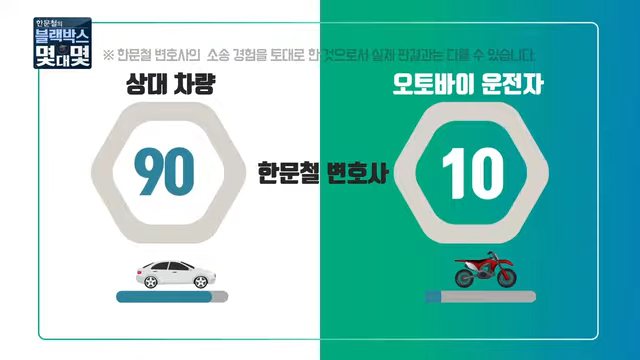 한문철의
블랙박스
몇대몇
※ 한문철 변호사의 소송 경험을 토대로 한 것으로서 실제 판결과는 다를 수 있습니다.
상대 차량
오토바이 운전자
90
한문철 변호사
10